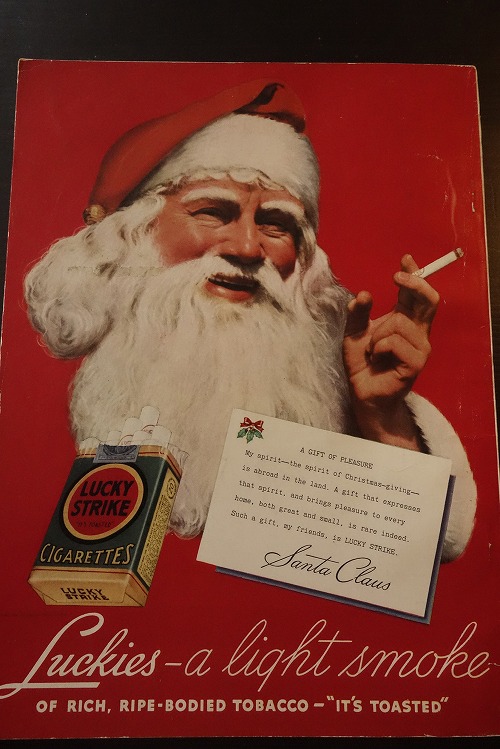 LUCKY
STRIKE
"IT'S TOASTED"
CIGARETTES
LUCKY
STRIKE
A GIFT OF PLEASURE
My spirit--the spirit of Christmas-giving--
is abroad in the land. A gift that expresses
that spirit, and brings pleasure to every
home, both great and small, is rare indeed.
Such a gift, my friends, is LUCKY STRIKE.
Santa Claus
Luckies - a light smoke
OF RICH, RIPE-BODIED TOBACCO - "IT'S TOASTED"